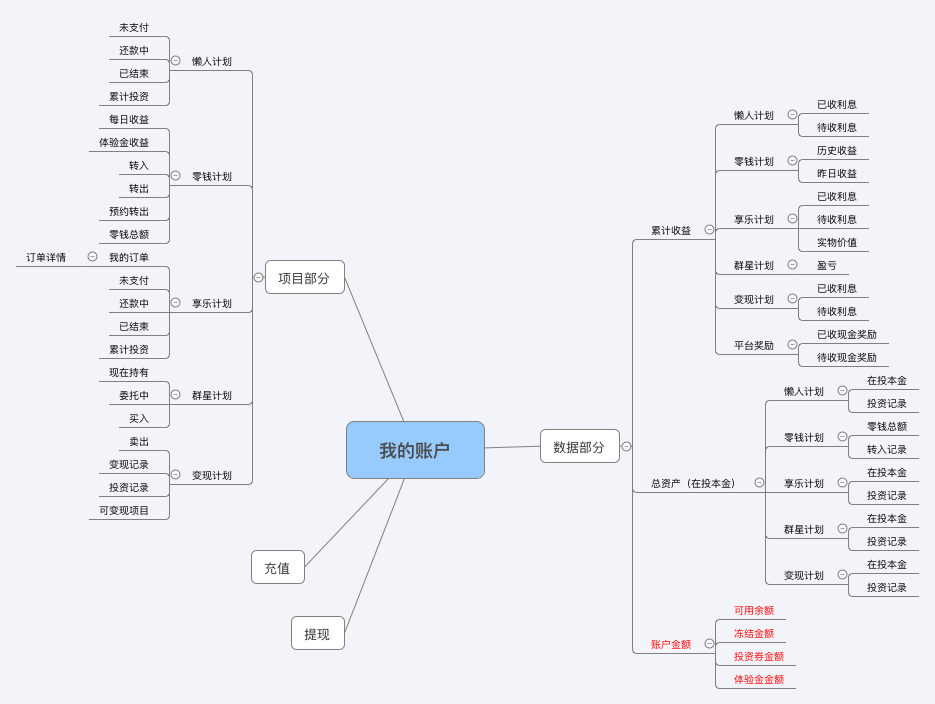 我的账户
项目部分
懒人计划
未支付
还款中
已结束
累计投资
零钱计划
每日收益
体验金收益
转入
转出
预约转出
零钱总额
享乐计划
我的订单
订单详情
未支付
还款中
已结束
累计投资
群星计划
现在持有
委托中
买入
变现计划
卖出
变现记录
投资记录
可变现项目
充值
提现
数据部分
累计收益
懒人计划
已收利息
待收利息
零钱计划
历史收益
昨日收益
享乐计划
已收利息
待收利息
实物价值
群星计划
盈亏
变现计划
已收利息
待收利息
平台奖励
已收现金奖励
待收现金奖励
总资产（在投本金）
懒人计划
在投本金
投资记录
零钱计划
零钱总额
转入记录
享乐计划
在投本金
投资记录
群星计划
在投本金
投资记录
变现计划
在投本金
投资记录
账户金额
可用余额
冻结金额
投资券金额
体验金金额